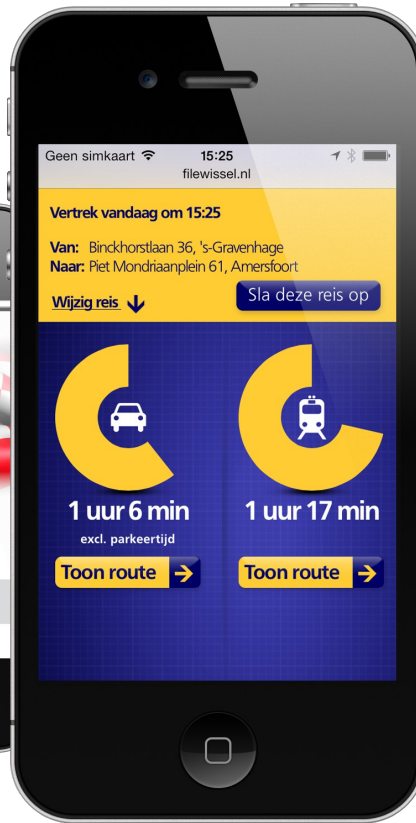 Geen simkaart 15:25
filewissel.nl
Vertrek vandaag om 15:25
Van: Binckhorstlaan 36, 's-Gravenhage
Naar: Piet Mondriaanplein 61, Amersfoort
Wijzig reis
Sla deze reis op
1 uur 6 min
1 uur 17 min
excl. parkeertijd
Toon route
Toon route